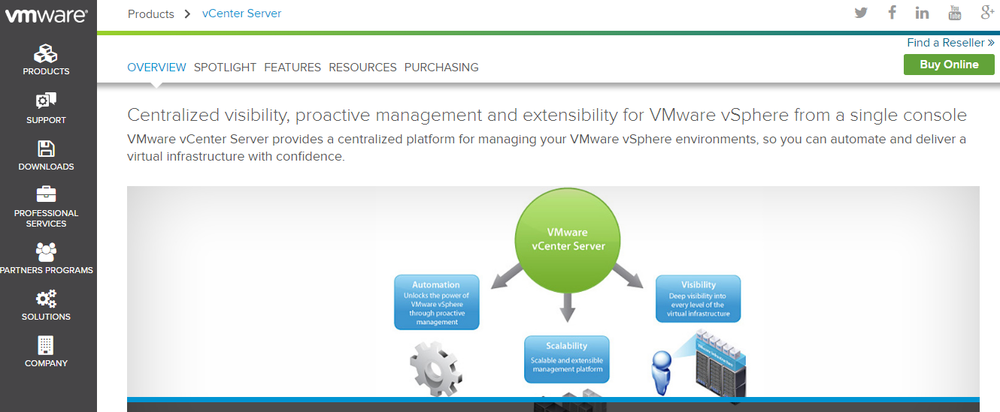 vmware
Products > vCenter Server
You
Tube
g+
Find a Reseller »
Buy Online
OVERVIEW SPOTLIGHT FEATURES RESOURCES PURCHASING
PRODUCTS
SUPPORT
DOWNLOADS
PROFESSIONAL
SERVICES
PARTNERS PROGRAMS
SOLUTIONS
COMPANY
Centralized visibility, proactive management and extensibility for VMware vSphere from a single console
VMware vCenter Server provides a centralized platform for managing your VMware vSphere environments, so you can automate and deliver a
virtual infrastructure with confidence.
VMware
vCenter Server
Automation
Unlocks the power of
VMware vSphere
through proactive
management
Scalability
Scalable and extensible
management platform
Visibility
Deep visibility into
every level of the
virtual infrastructure
VMware Infrastructure